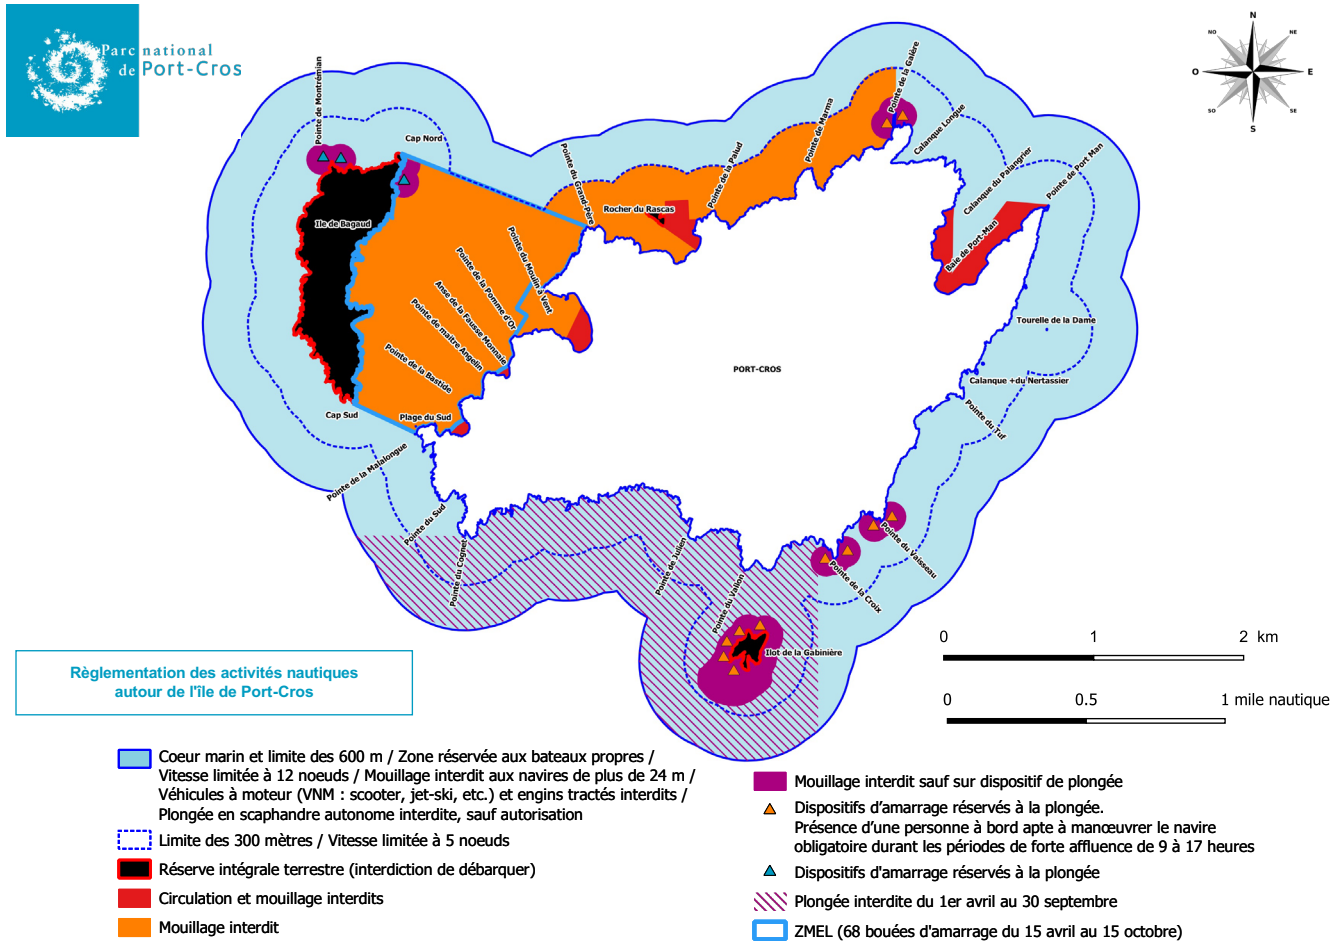 Parc national
de Port-Cros
N
NO
NE
O
E
SO
SE
S
Pointe de Montrémian
Cap Nord
Pointe du Grand-Père
Rocher du Rascas
Pointe de la Palud
Pointe de Marma
Pointe de la Galère
Calanque Longue
Calanque du Palangrier
Pointe de Port Man
Baie de Port-Man
Ile de Bagaud
Pointe du Moulin à Vent
Pointe de la Pomme d'Or
Anse de la Fausse Monnaie
Pointe de maitre Angelin
Pointe de la Bastide
Plage du Sud
Cap Sud
PORT-CROS
Tourelle de la Dame
Calanque +du Nertassier
Pointe du Tuf
Pointe de la Malalongue
Pointe du Sud
Pointe du Cognet
Pointe de Julien
Pointe du Vallon
Ilot de la Gabinière
Pointe de la Croix
Pointe du Vaisseau
0 1 2 km
0 0.5 1 mile nautique
Règlementation des activités nautiques
autour de l'île de Port-Cros
Coeur marin et limite des 600 m / Zone réservée aux bateaux propres /
Vitesse limitée à 12 noeuds / Mouillage interdit aux navires de plus de 24 m /
Véhicules à moteur (VNM : scooter, jet-ski, etc.) et engins tractés interdits /
Plongée en scaphandre autonome interdite, sauf autorisation
Limite des 300 mètres / Vitesse limitée à 5 noeuds
Réserve intégrale terrestre (interdiction de débarquer)
Circulation et mouillage interdits
Mouillage interdit
Mouillage interdit sauf sur dispositif de plongée
Dispositifs d'amarrage réservés à la plongée.
Présence d'une personne à bord apte à manœuvrer le navire
obligatoire durant les périodes de forte affluence de 9 à 17 heures
Dispositifs d'amarrage réservés à la plongée
Plongée interdite du 1er avril au 30 septembre
ZMEL (68 bouées d'amarrage du 15 avril au 15 octobre)